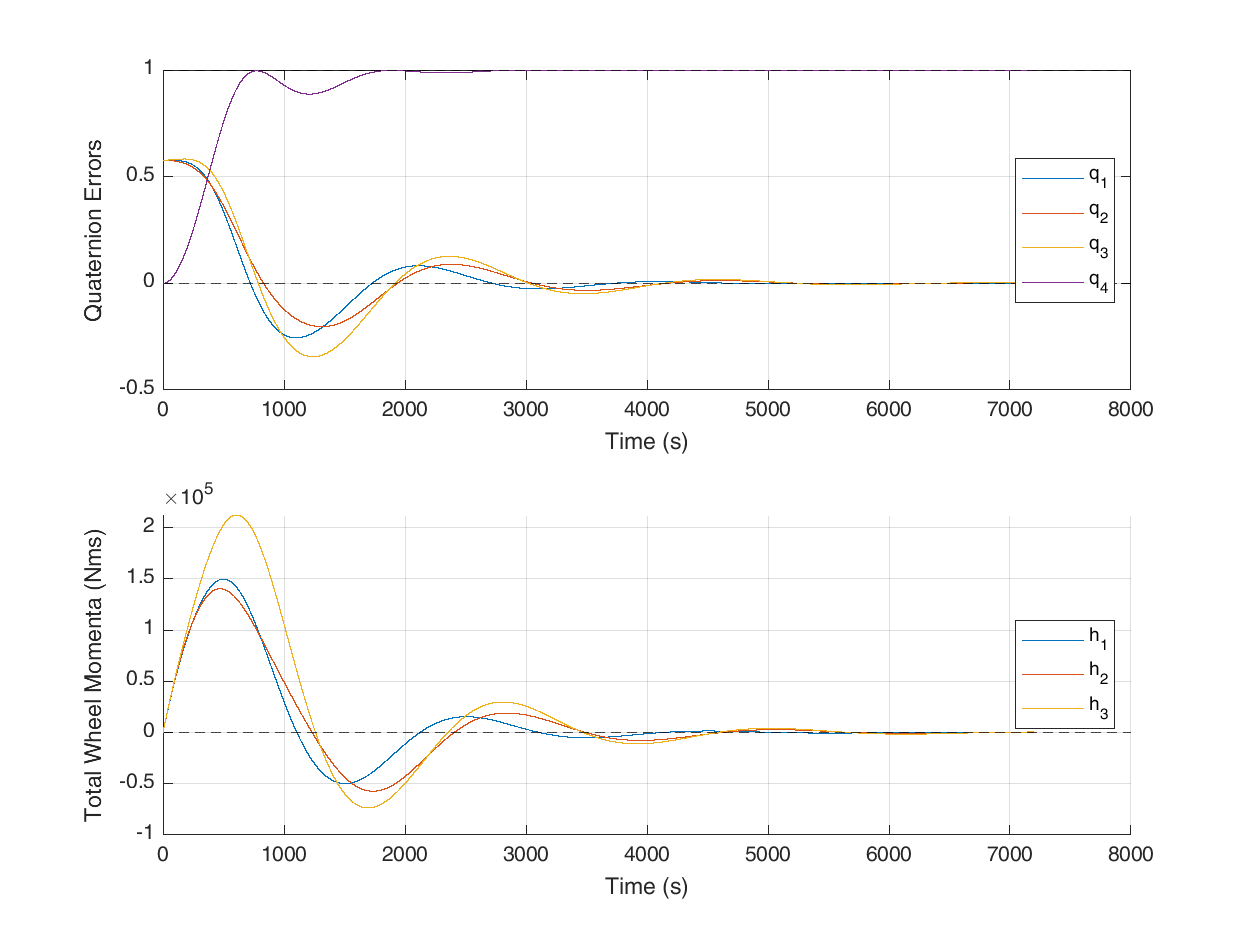 1
0.5
0
-0.5
Quaternion Errors
0 1000 2000 3000 4000 5000 6000 7000 8000
Time (s)
q1
q2
q3
q4
×10^5
2
1.5
1
0.5
0
-0.5
-1
Total Wheel Momenta (Nms)
0 1000 2000 3000 4000 5000 6000 7000 8000
Time (s)
h1
h2
h3